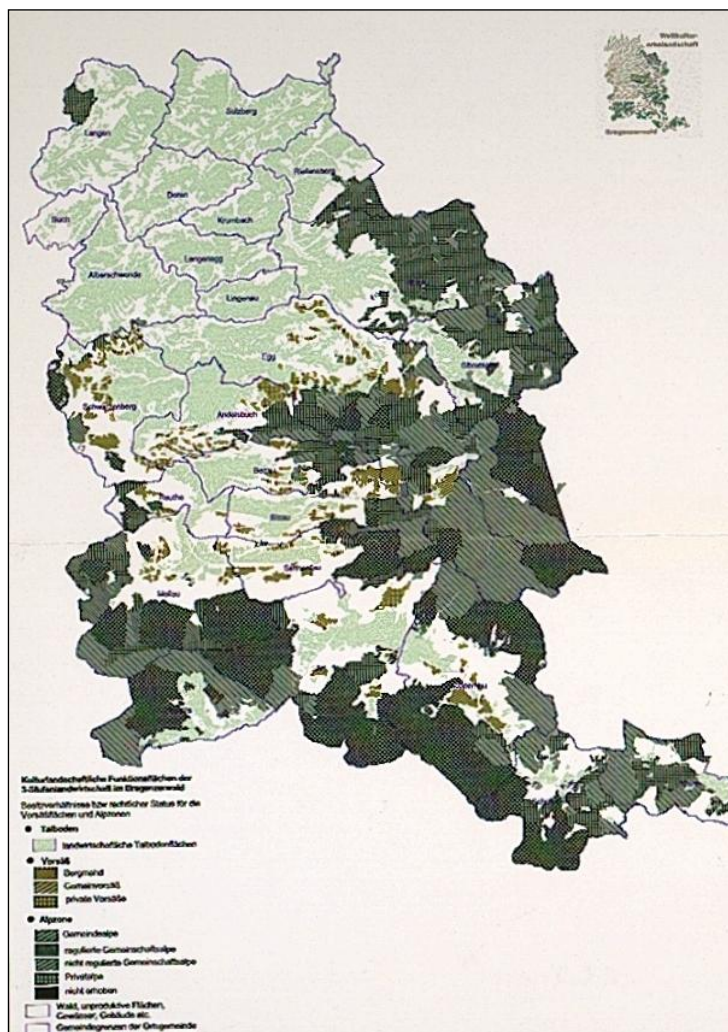 Weltkultur-
erbelandschaft
Bregenzerwald
Sulzberg
Langen
Riefensberg
Doren
Buch
Krumbach
Langenegg
Alberschwende
Lingenau
Egg
Sibratsgfäll
Schwarzenberg
Andelsbuch
Bezau
Reuthe
Bizau
Schnepfau
Mellau
Kulturlandschaftliche Funktionsflächen der
3-Stufenlandwirtschaft im Bregenzerwald
Besitzverhältnisse bzw rechtlicher Status für die
Vorsäßflächen und Alpzonen
Talboden
landwirtschaftliche Talbodenflächen
Vorsäß
Bergmahd
Gemeinvorsäß
private Vorsäße
Alpzone
Gemeindealpe
regulierte Gemeinschaftsalpe
nicht regulierte Gemeinschaftsalpe
Privatalpe
nicht erhoben
Wald, unproduktive Flächen,
Gewässer, Gebäude etc.
Gemeindegrenzen der Ortsgemeinde